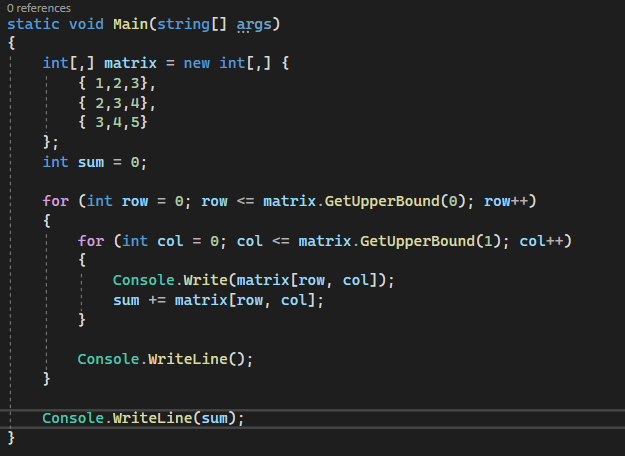 0 references
static void Main(string[] args)
{
int[,] matrix = new int[,] {
{ 1,2,3},
{ 2,3,4},
{ 3,4,5}
};
int sum = 0;
for (int row = 0; row <= matrix.GetUpperBound(0); row++)
{
for (int col = 0; col <= matrix.GetUpperBound(1); col++)
{
Console.Write(matrix[row, col]);
sum += matrix[row, col];
}
Console.WriteLine();
}
Console.WriteLine(sum);
}